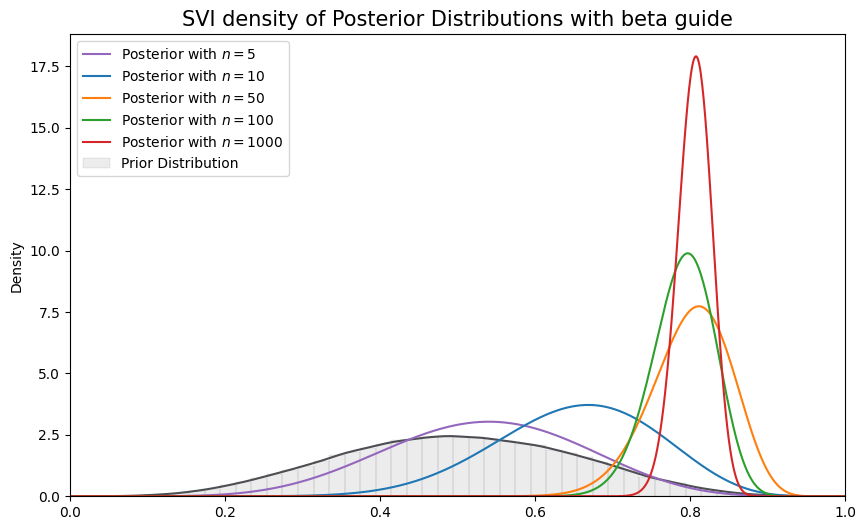 SVI density of Posterior Distributions with beta guide
Posterior with n = 5
Posterior with n = 10
Posterior with n = 50
Posterior with n = 100
Posterior with n = 1000
Prior Distribution
Density
17.5
15.0
12.5
10.0
7.5
5.0
2.5
0.0
0.0 0.2 0.4 0.6 0.8 1.0